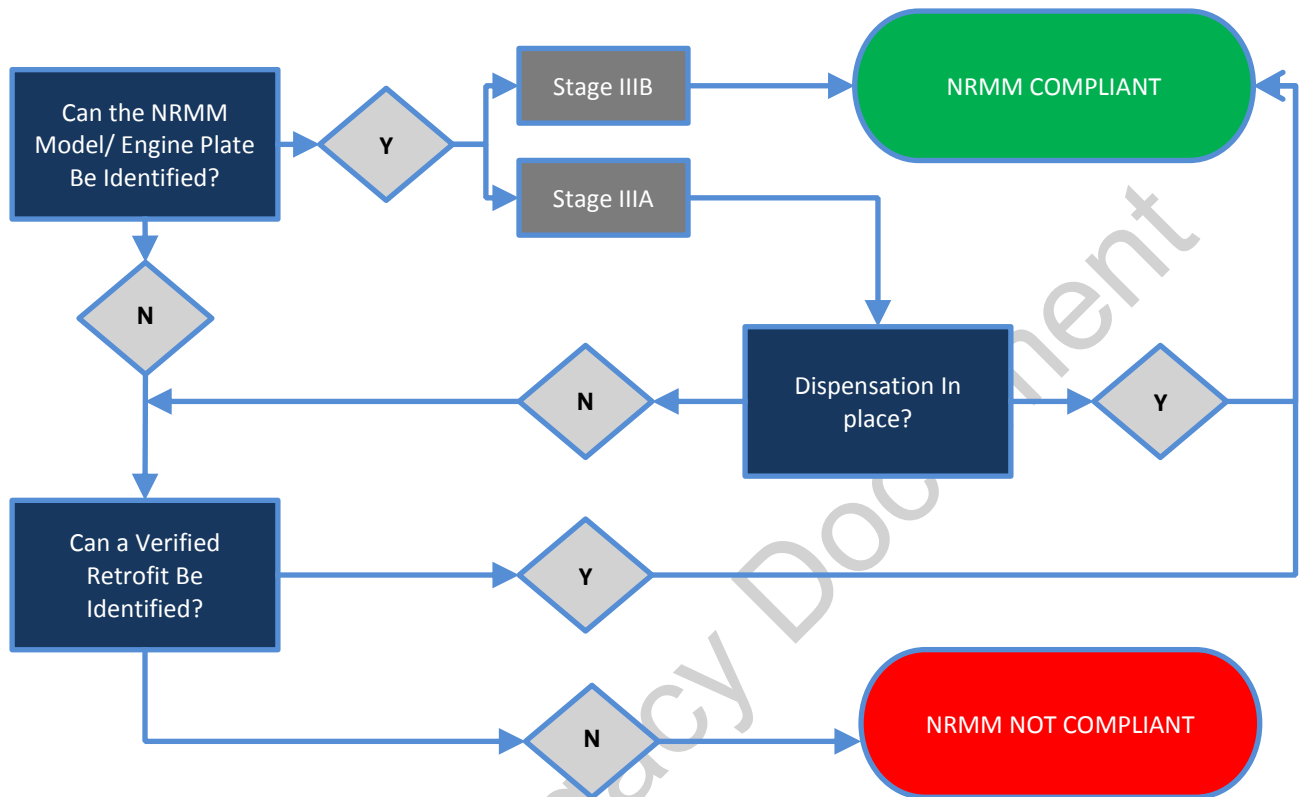 Can the NRMM
Model/ Engine Plate
Be Identified?
Y
Stage IIIB
NRMM COMPLIANT
Stage IIIA
N
Dispensation In
place?
N
Y
Can a Verified
Retrofit Be
Identified?
Y
N
NRMM NOT COMPLIANT